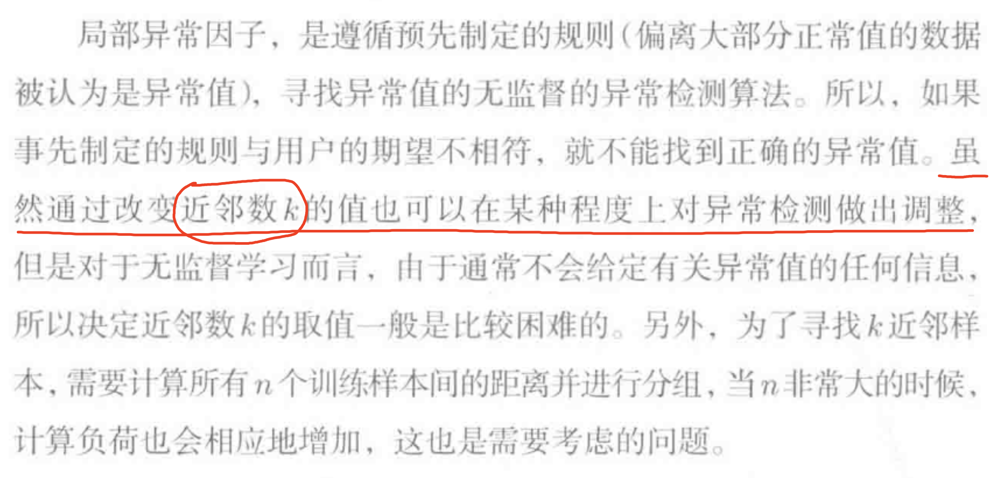 局部异常因子，是遵循预先制定的规则(偏离大部分正常值的数据
被认为是异常值)，寻找异常值的无监督的异常检测算法。所以，如果
事先制定的规则与用户的期望不相符，就不能找到正确的异常值。虽
然通过改变近邻数k的值也可以在某种程度上对异常检测做出调整，
但是对于无监督学习而言，由于通常不会给定有关异常值的任何信息，
所以决定近邻数k的取值一般是比较困难的。另外，为了寻找k近邻样
本，需要计算所有n个训练样本间的距离并进行分组，当n非常大的时候，
计算负荷也会相应地增加，这也是需要考虑的问题。